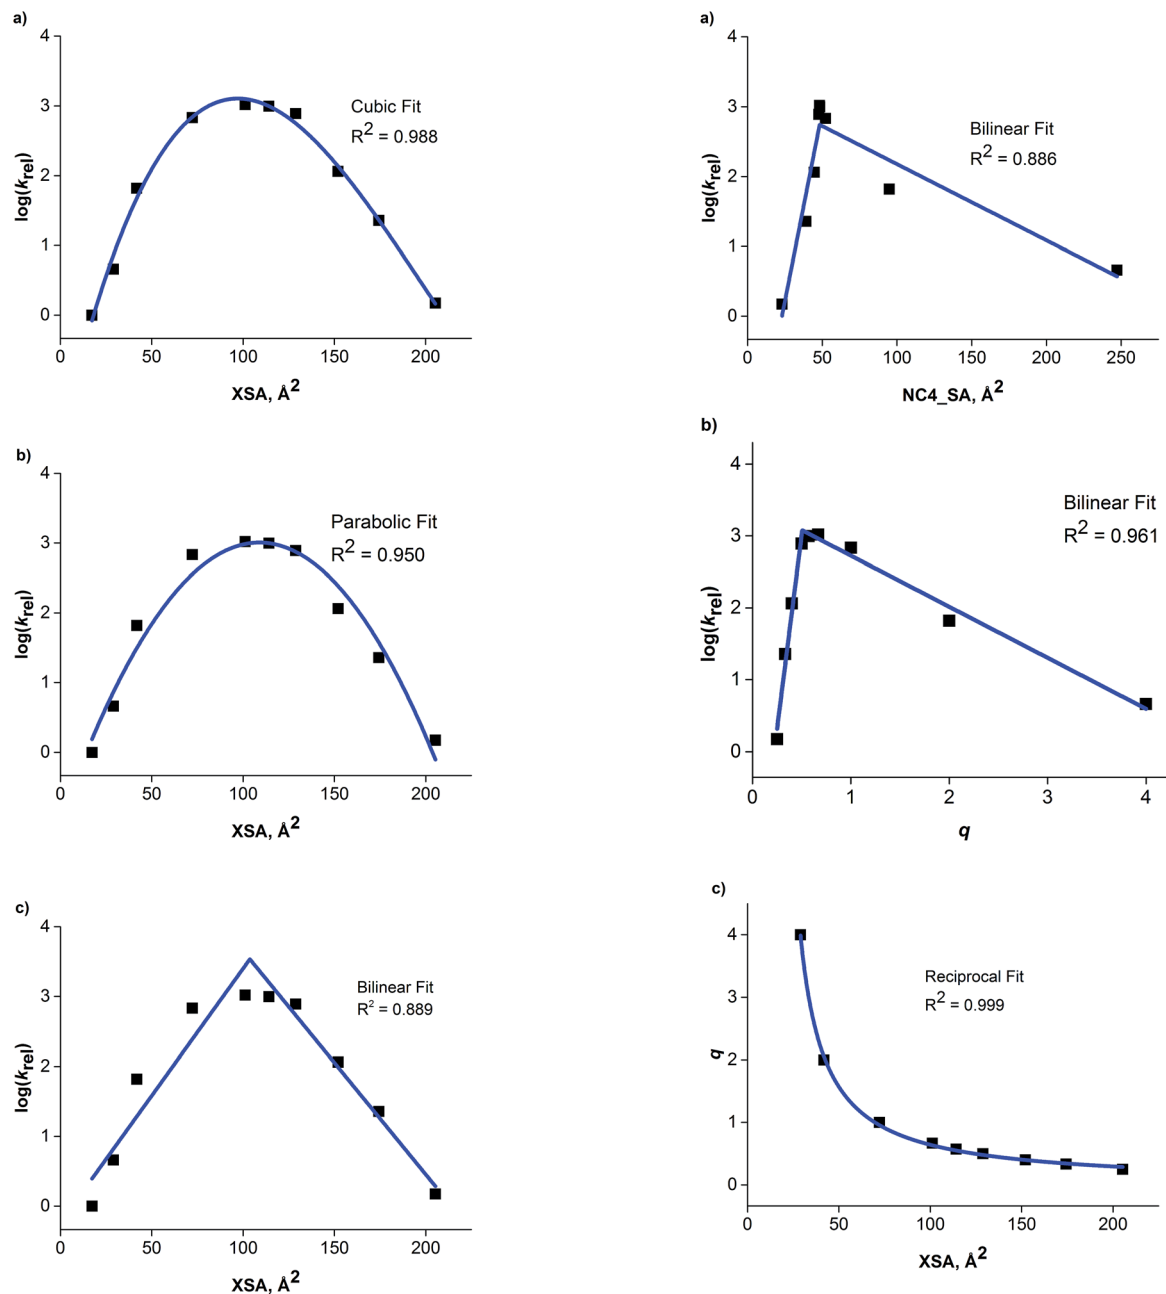 a)
4
3
2
1
0
log(krel)
Cubic Fit
R2 = 0.988
0 50 100 150 200
XSA, Å2
b)
4
3
2
1
0
log(krel)
Parabolic Fit
R2 = 0.950
0 50 100 150 200
XSA, Å2
c)
4
3
2
1
0
log(krel)
Bilinear Fit
R2 = 0.889
0 50 100 150 200
XSA, Å2
a)
4
3
2
1
0
log(krel)
Bilinear Fit
R2 = 0.886
0 50 100 150 200 250
NC4_SA, Å2
b)
4
3
2
1
0
log(krel)
Bilinear Fit
R2 = 0.961
0 1 2 3 4
q
c)
4
3
2
1
0
q
Reciprocal Fit
R2 = 0.999
0 50 100 150 200
XSA, Å2